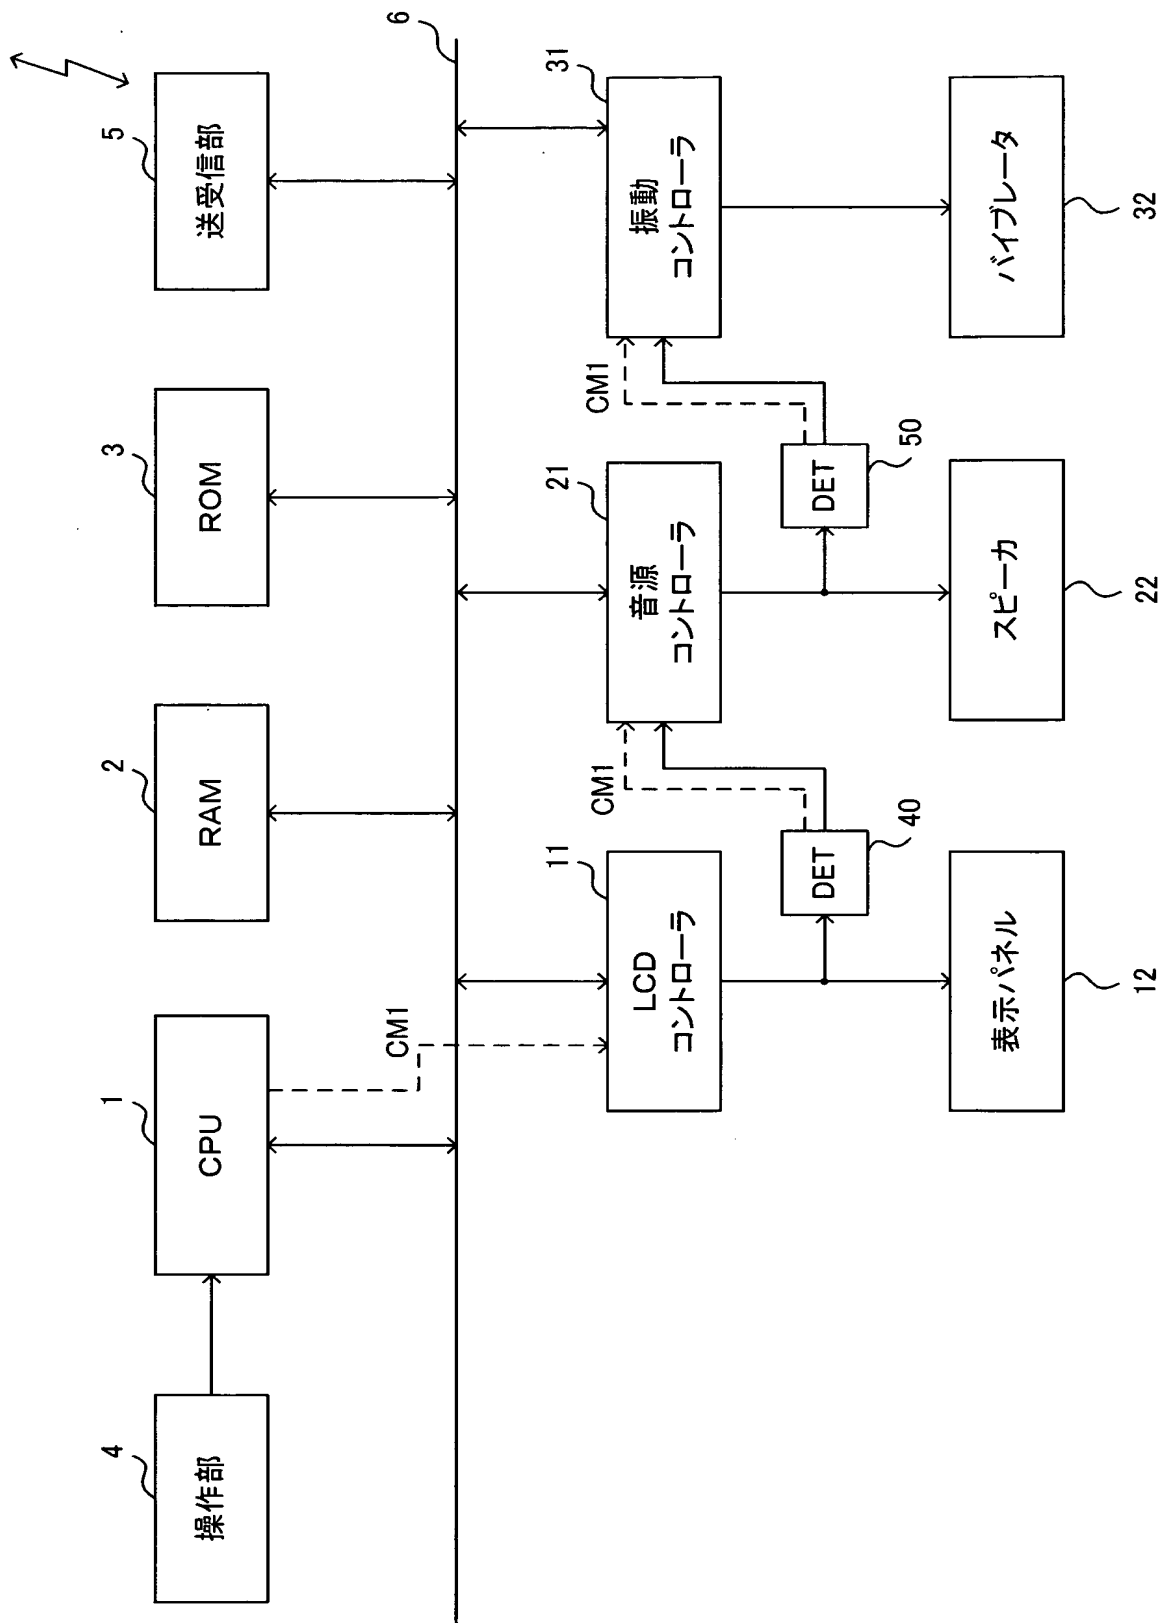 4
操作部
1
CPU
2
RAM
3
ROM
5
送受信部
6
CM1
11
LCD
コントローラ
CM1
21
音源
コントローラ
CM1
31
振動
コントローラ
DET
40
DET
50
表示パネル
12
スピーカ
22
バイブレータ
32